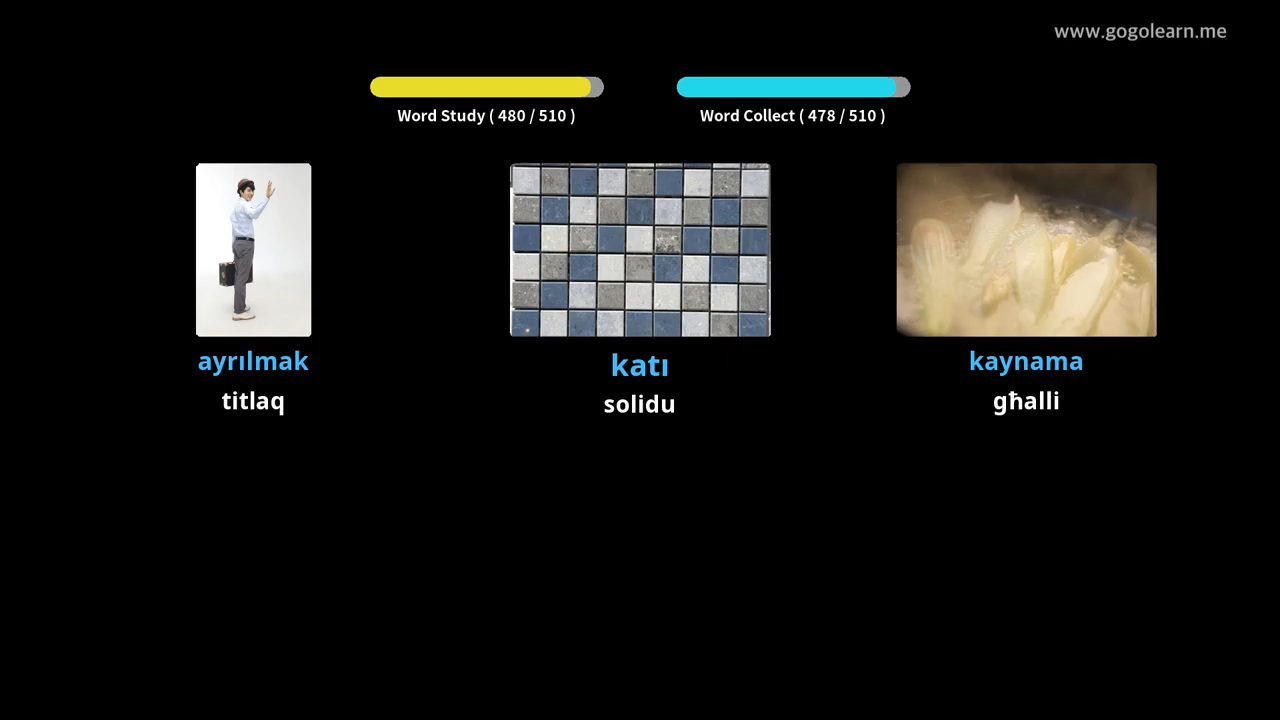 www.gogolearn.me
Word Study ( 480 / 510 )
Word Collect ( 478 / 510 )
ayrılmak
titlaq
katı
solidu
kaynama
għalli